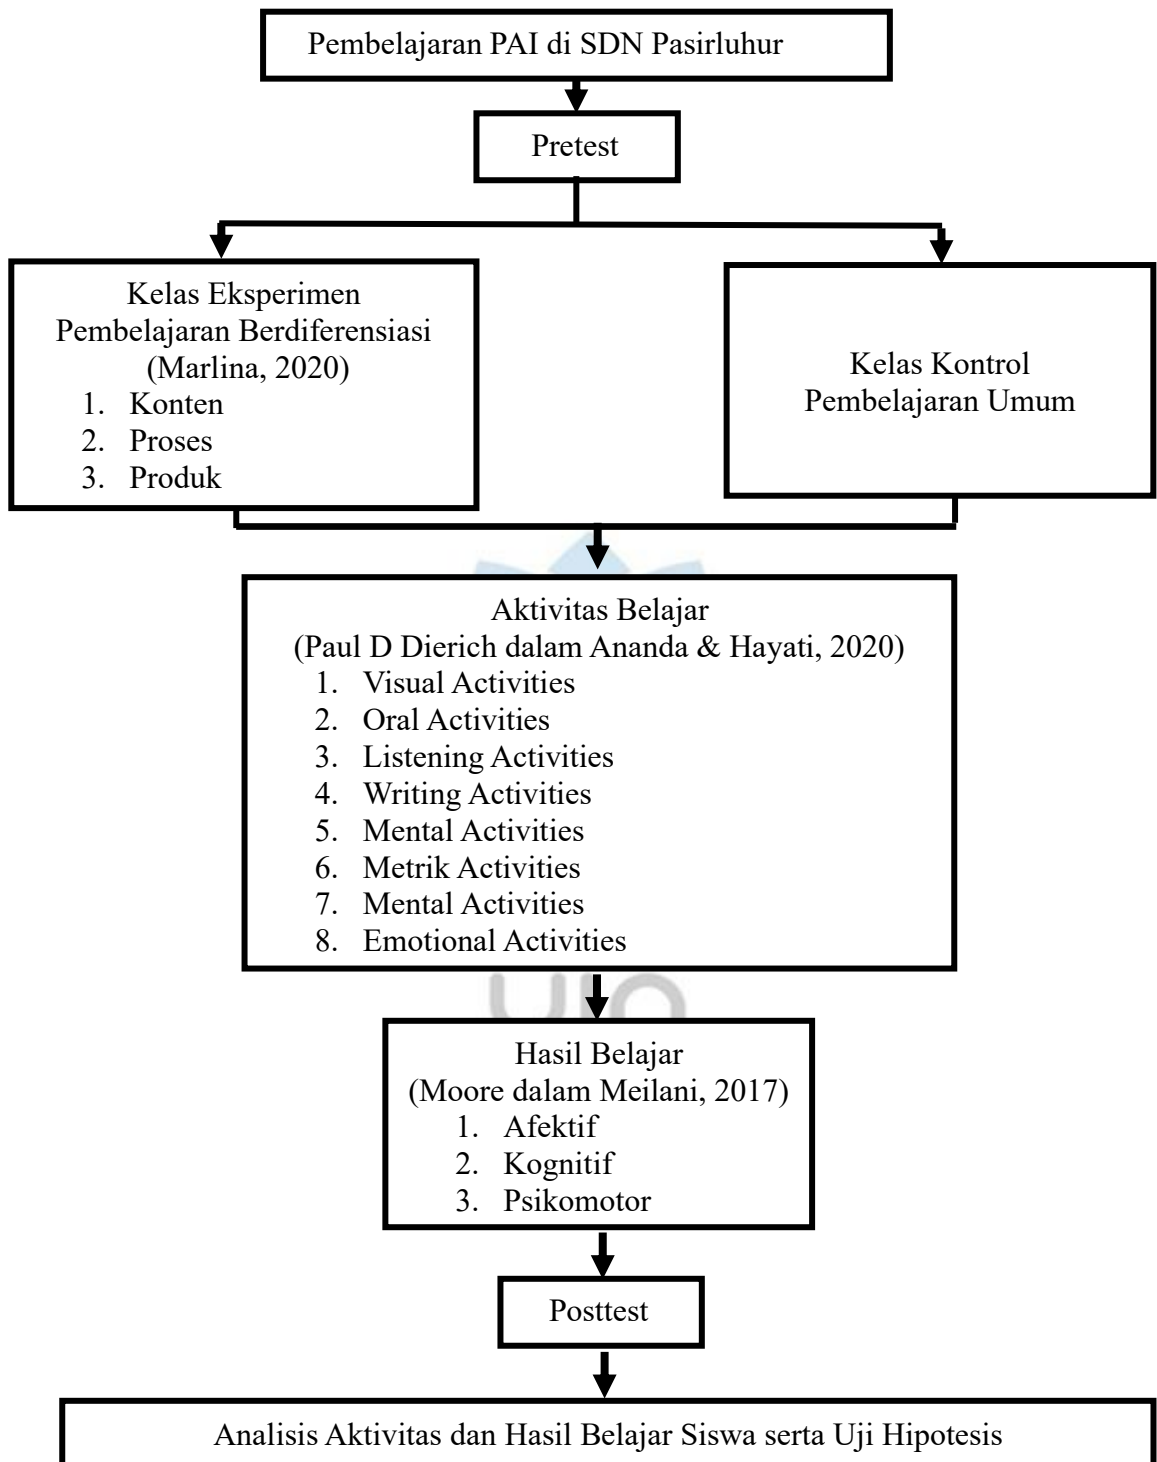 Pembelajaran PAI di SDN Pasirluhur
Pretest
Kelas Eksperimen
Pembelajaran Berdiferensiasi
(Marlina, 2020)
1. Konten
2. Proses
3. Produk
Kelas Kontrol
Pembelajaran Umum
Aktivitas Belajar
(Paul D Dierich dalam Ananda & Hayati, 2020)
1. Visual Activities
2. Oral Activities
3. Listening Activities
4. Writing Activities
5. Mental Activities
6. Metrik Activities
7. Mental Activities
8. Emotional Activities
uin
Hasil Belajar
(Moore dalam Meilani, 2017)
1. Afektif
2. Kognitif
3. Psikomotor
Posttest
Analisis Aktivitas dan Hasil Belajar Siswa serta Uji Hipotesis